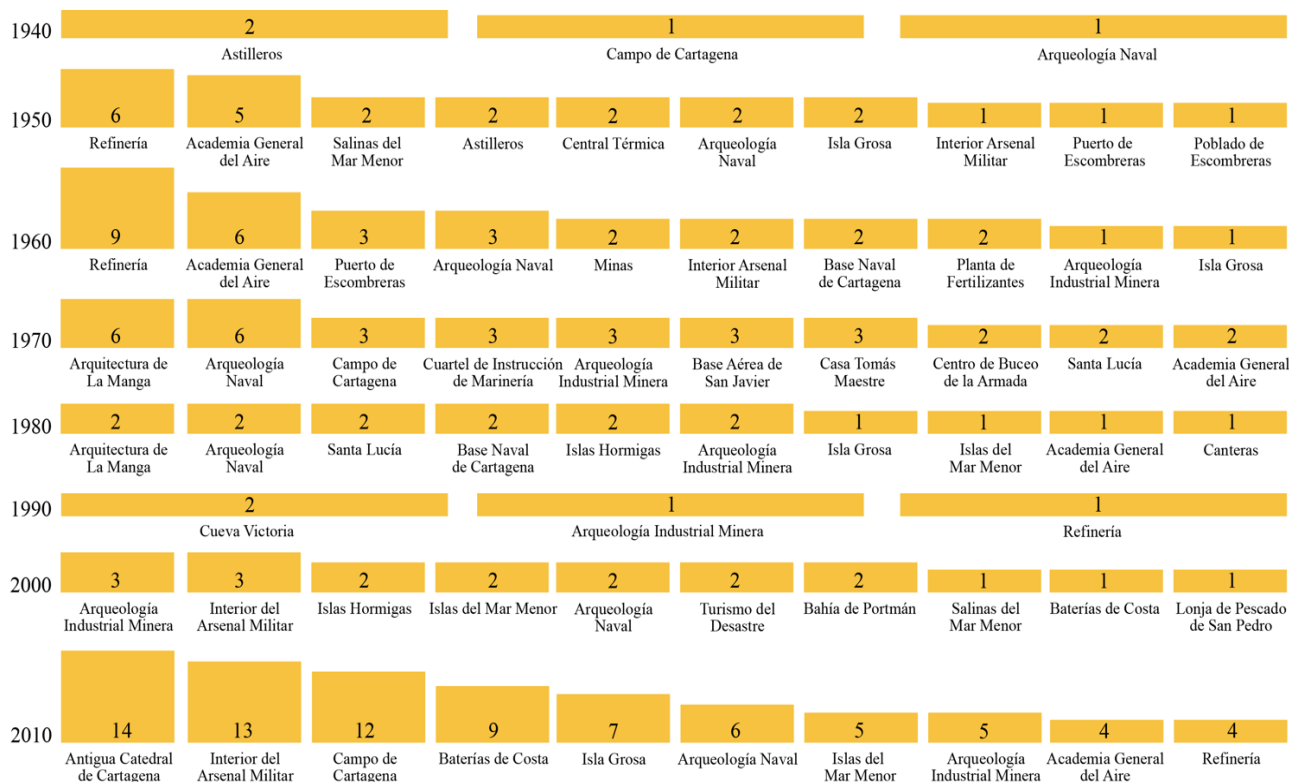 1940 2 1 1
Astilleros Campo de Cartagena Arqueología Naval
1950 6 5 2 2 2 2 2 1 1 1
Refinería Academia General Salinas del Astilleros Central Térmica Arqueología Isla Grosa Interior Arsenal Puerto de Poblado de
del Aire Mar Menor Naval Militar Escombreras Escombreras
1960 9 6 3 3 2 2 2 2 1 1
Refinería Academia General Puerto de Arqueología Naval Minas Interior Arsenal Base Naval Planta de Arqueología Isla Grosa
del Aire Escombreras Militar de Cartagena Fertilizantes Industrial Minera
1970 6 6 3 3 3 3 3 2 2 2
Arquitectura de Arqueología Campo de Cuartel de Instrucción Arqueología Base Aérea de Casa Tomás Centro de Buceo Santa Lucía Academia General
La Manga Naval Cartagena de Marinería Industrial Minera San Javier Maestre de la Armada del Aire
1980 2 2 2 2 2 2 1 1 1 1
Arquitectura de Arqueología Santa Lucía Base Naval Islas Hormigas Arqueología Isla Grosa Islas del Academia General Canteras
La Manga Naval de Cartagena Industrial Minera Mar Menor del Aire
1990 2 1 1
Cueva Victoria Arqueología Industrial Minera Refinería
2000 3 3 2 2 2 2 2 1 1 1
Arqueología Interior del Islas Hormigas Islas del Mar Menor Arqueología Turismo del Bahía de Portmán Salinas del Baterías de Costa Lonja de Pescado
Industrial Minera Arsenal Militar Naval Desastre Mar Menor de San Pedro
2010 14 13 12 9 7 6 5 5 4 4
Antigua Catedral Interior del Campo de Baterías de Costa Isla Grosa Arqueología Naval Islas del Arqueología Academia General Refinería
de Cartagena Arsenal Militar Cartagena Mar Menor Industrial Minera del Aire